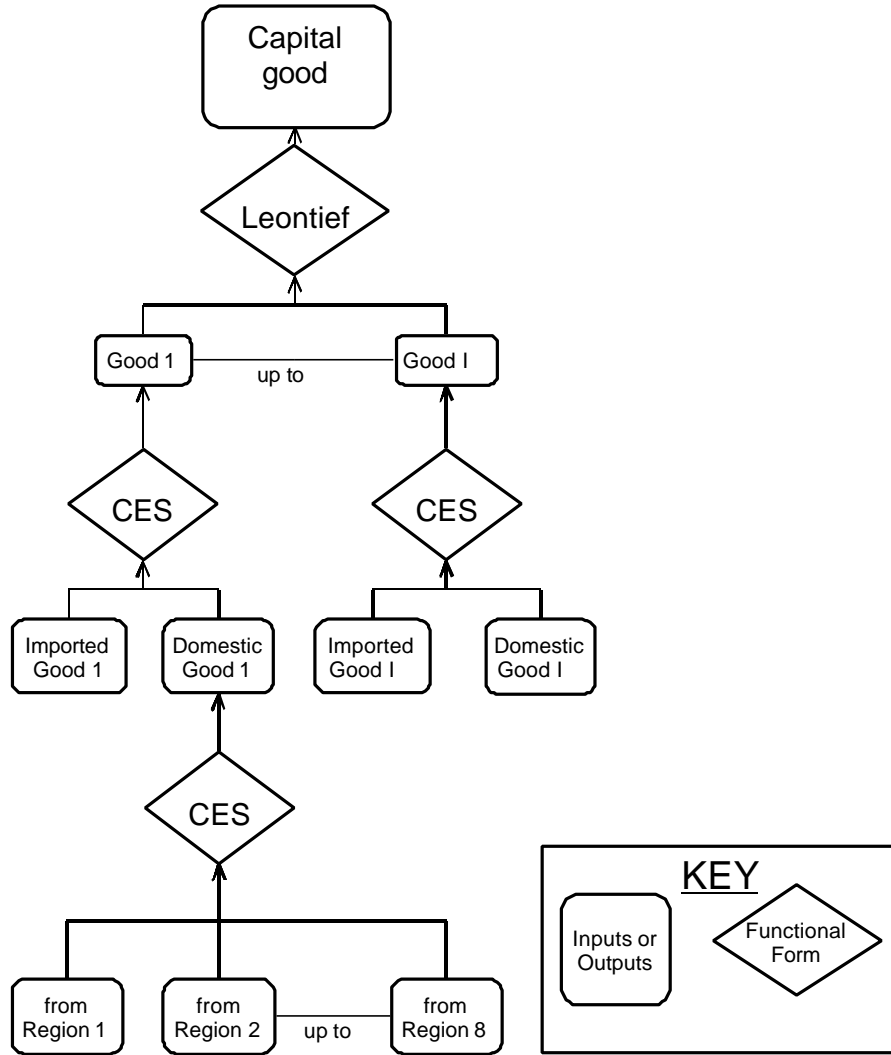 Capital
good
Leontief
Good 1
up to
Good I
CES
CES
Imported
Good 1
Domestic
Good 1
Imported
Good I
Domestic
Good I
CES
from
Region 1
from
Region 2
up to
from
Region 8
KEY
Inputs or
Outputs
Functional
Form